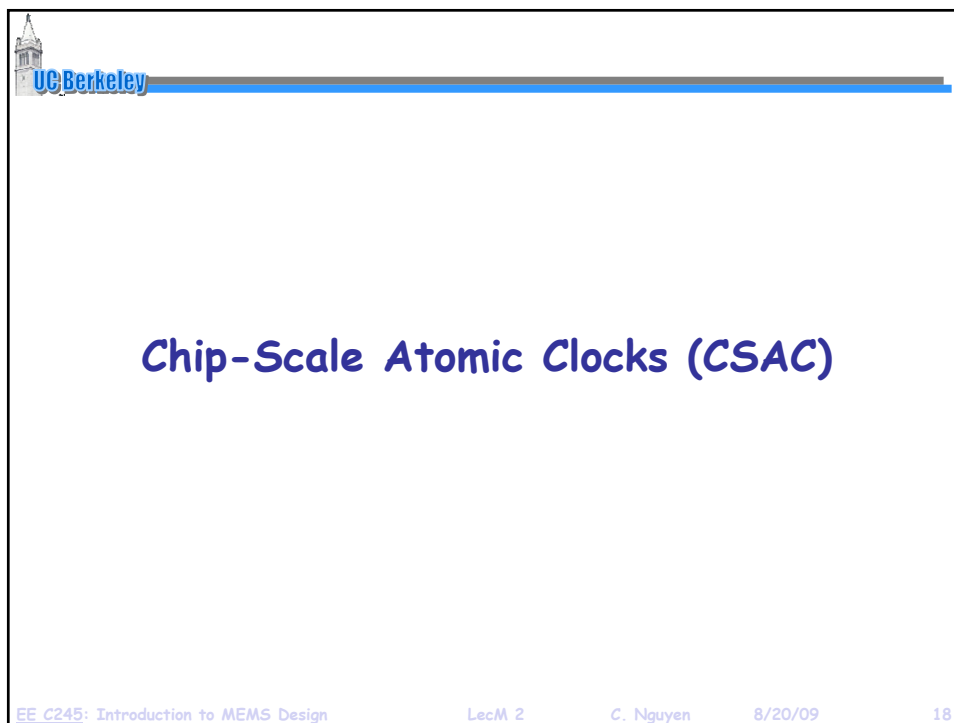 UC Berkeley
Chip-Scale Atomic Clocks (CSAC)
EE C245: Introduction to MEMS Design LecM 2 C. Nguyen 8/20/09 18